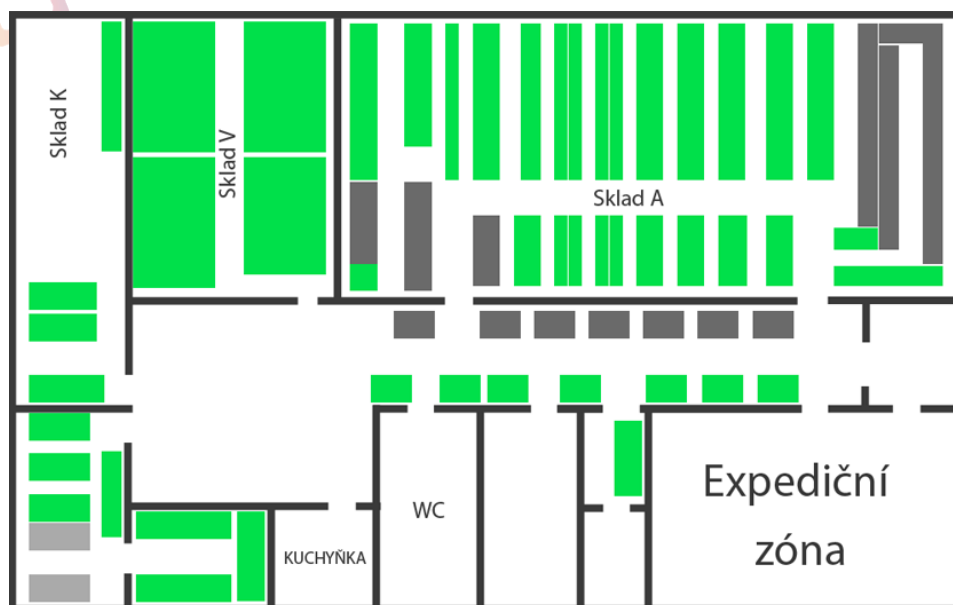 Sklad K
Sklad V
Sklad A
Expediční
zóna
WC
KUCHYŇKA